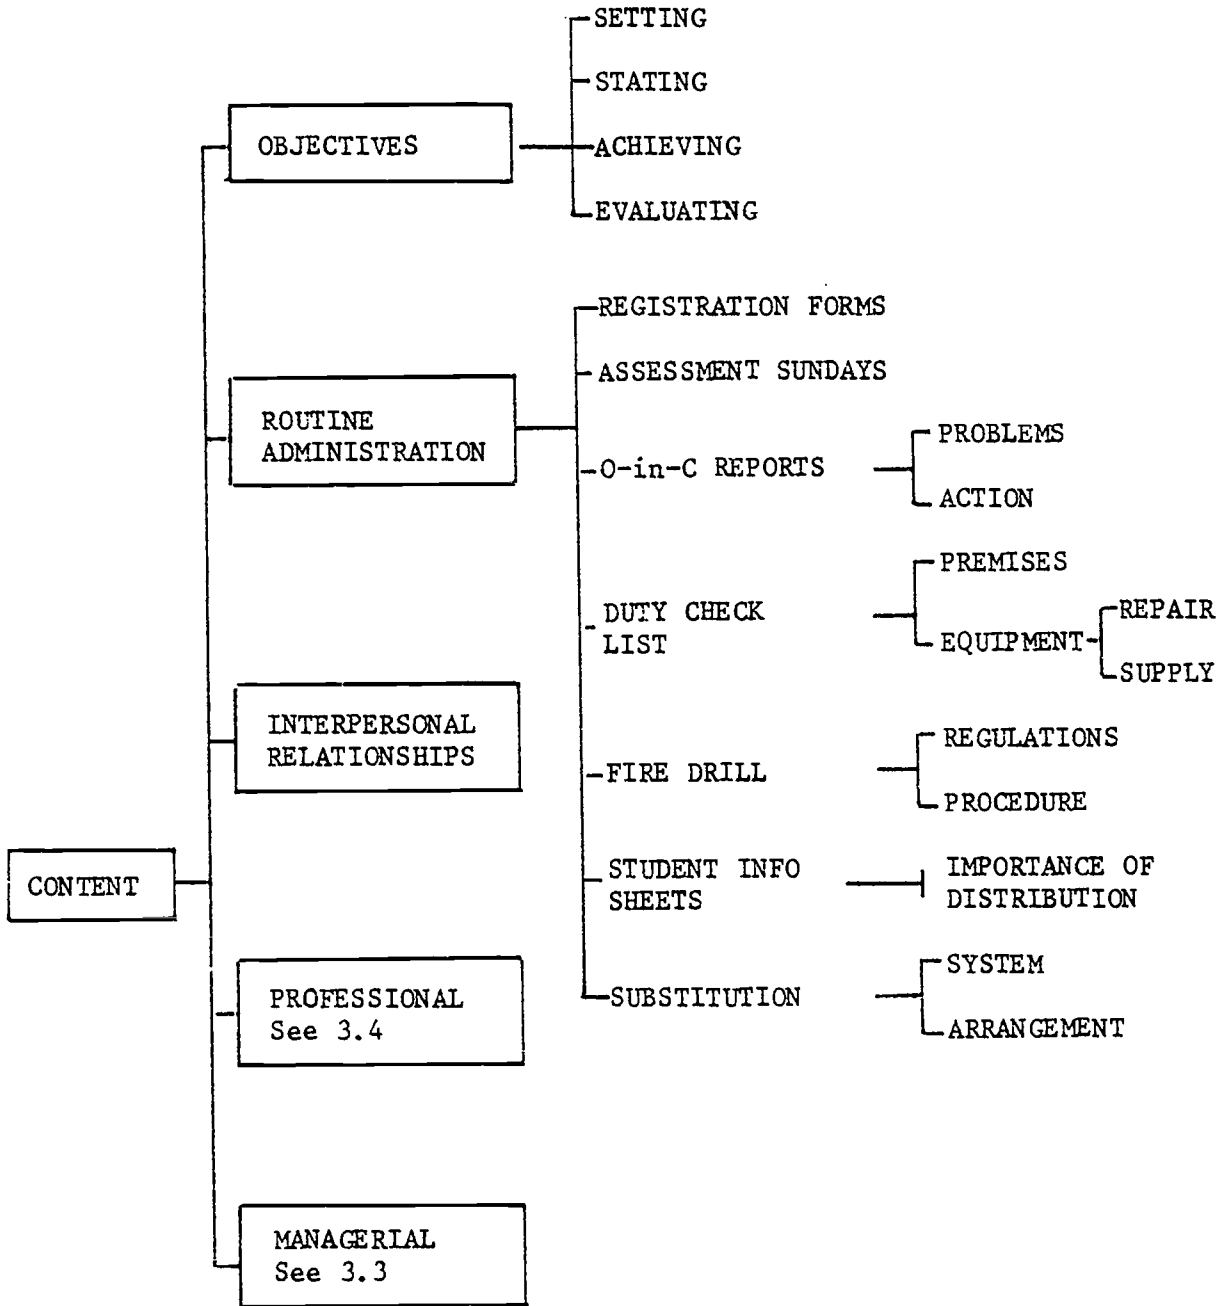 SETTING
STATING
OBJECTIVES
ACHIEVING
EVALUATING
REGISTRATION FORMS
ASSESSMENT SUNDAYS
ROUTINE
ADMINISTRATION
O-in-C REPORTS
PROBLEMS
ACTION
DUTY CHECK
LIST
PREMISES
EQUIPMENT
REPAIR
SUPPLY
INTERPERSONAL
RELATIONSHIPS
FIRE DRILL
REGULATIONS
PROCEDURE
CONTENT
STUDENT INFO
SHEETS
IMPORTANCE OF
DISTRIBUTION
PROFESSIONAL
See 3.4
SUBSTITUTION
SYSTEM
ARRANGEMENT
MANAGERIAL
See 3.3